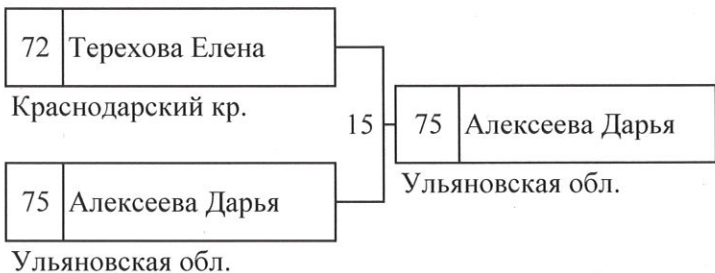 72 Терехова Елена
Краснодарский кр.
15 75 Алексеева Дарья
Ульяновская обл.
75 Алексеева Дарья
Ульяновская обл.